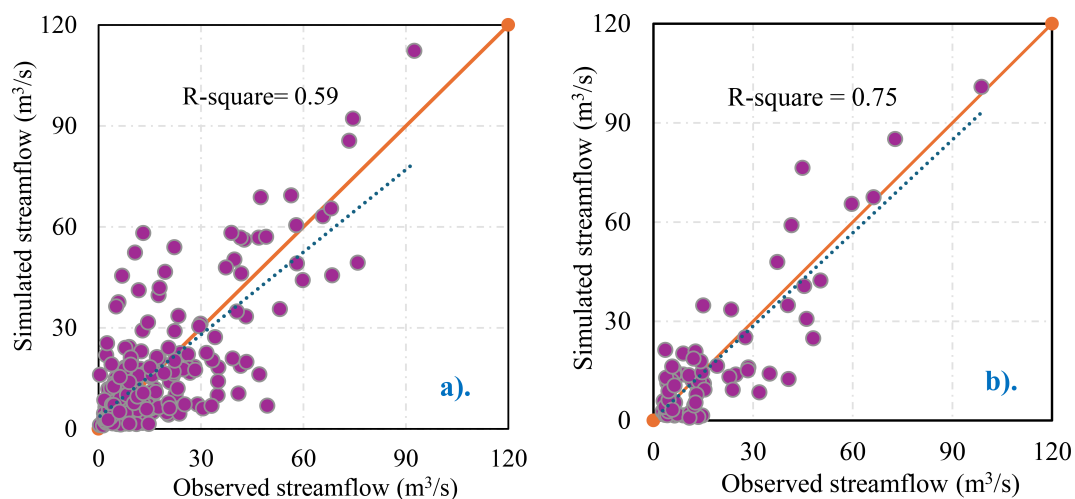 120
90
60
30
0
Simulated streamflow (m³/s)
R-square= 0.59
a).
0 30 60 90 120
Observed streamflow (m³/s)
120
90
60
30
0
Simulated streamflow (m³/s)
R-square = 0.75
b).
0 30 60 90 120
Observed streamflow (m³/s)